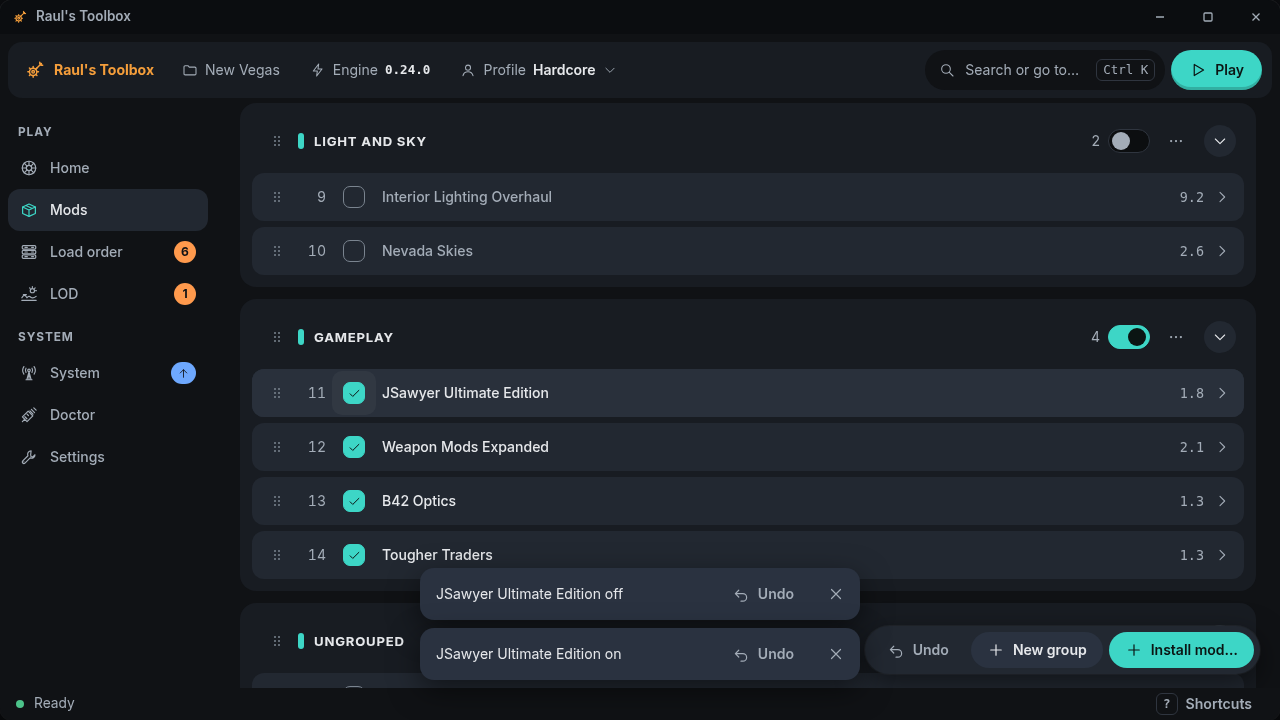 Raul's Toolbox
Raul's Toolbox
New Vegas
Engine 0.24.0
Profile Hardcore
Search or go to...
Ctrl K
Play
PLAY
Home
Mods
Load order 6
LOD 1
SYSTEM
System
Doctor
Settings
LIGHT AND SKY 2
9 Interior Lighting Overhaul 9.2
10 Nevada Skies 2.6
GAMEPLAY 4
11 JSawyer Ultimate Edition 1.8
12 Weapon Mods Expanded 2.1
13 B42 Optics 1.3
14 Tougher Traders 1.3
UNGROUPED
JSawyer Ultimate Edition off Undo
JSawyer Ultimate Edition on Undo
Undo
New group
Install mod...
Ready
? Shortcuts